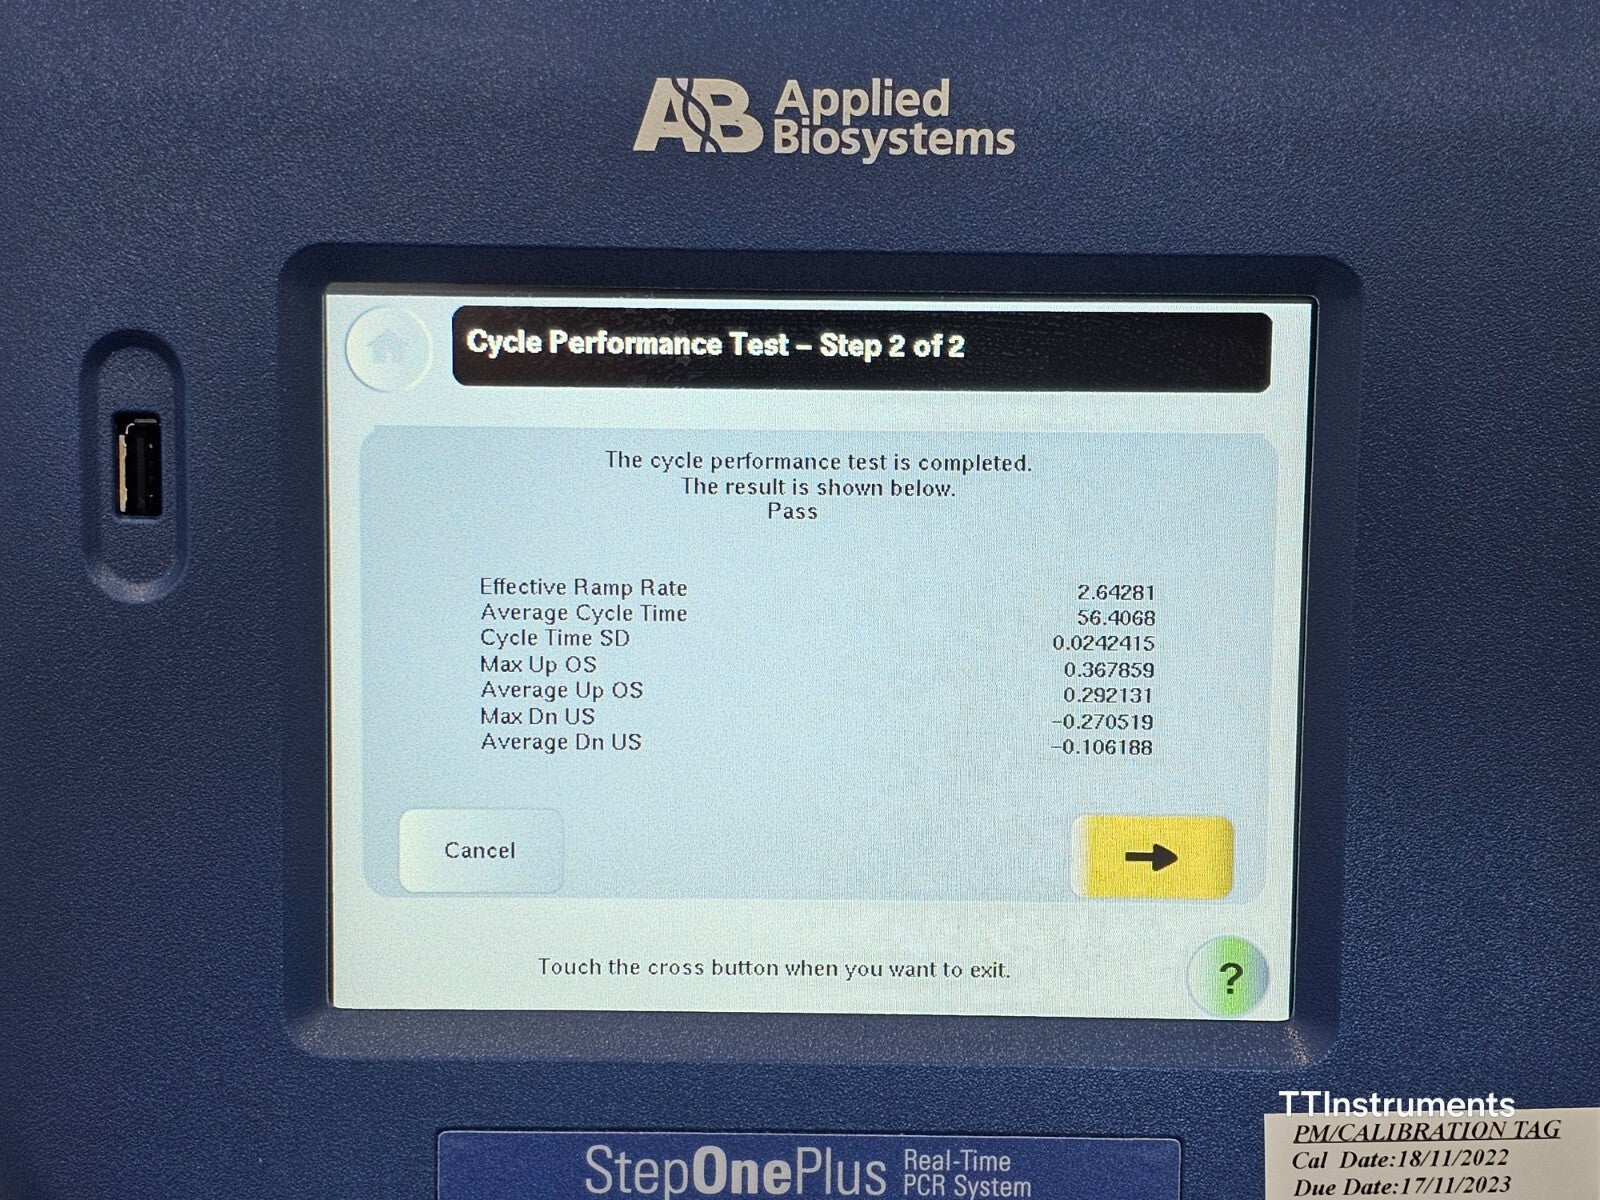 AB Applied
Biosystems
Cycle Performance Test – Step 2 of 2
The cycle performance test is completed.
The result is shown below.
Pass
Effective Ramp Rate 2.64281
Average Cycle Time 56.4068
Cycle Time SD 0.0242415
Max Up OS 0.367859
Average Up OS 0.292131
Max Dn US -0.270519
Average Dn US -0.106188
Cancel
Touch the cross button when you want to exit.
?
TTInstruments
PM/CALIBRATION TAG
Cal Date:18/11/2022
Due Date:17/11/2023
StepOnePlus Real-Time
PCR System